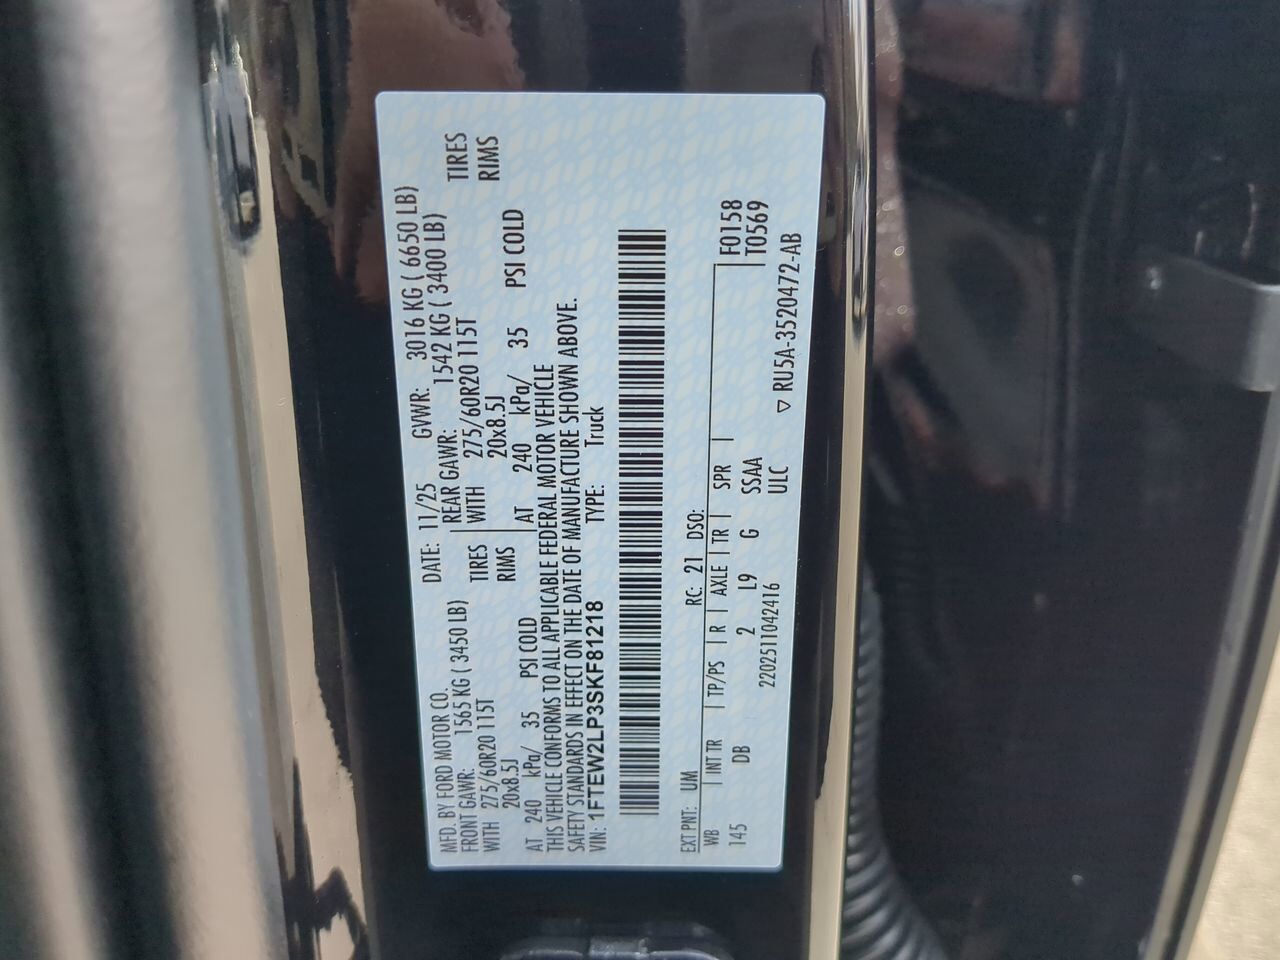 MFD. BY FORD MOTOR CO. DATE: 11/25 GVWR: 3016 KG ( 6650 LB)
FRONT GAWR: 1565 KG ( 3450 LB) REAR GAWR: 1542 KG ( 3400 LB)
WITH 275/60R20 115T TIRES WITH 275/60R20 115T TIRES
20x8.5J RIMS 20x8.5J RIMS
AT 240 kPa/ 35 PSI COLD AT 240 kPa/ 35 PSI COLD
THIS VEHICLE CONFORMS TO ALL APPLICABLE FEDERAL MOTOR VEHICLE
SAFETY STANDARDS IN EFFECT ON THE DATE OF MANUFACTURE SHOWN ABOVE.
VIN: 1FTEW2LP3SKF81218 TYPE: Truck
EXT PNT: UM RC: 21 DSO:
WB INTR TP/PS R AXLE TR SPR F0158
145 DB 2 L9 G SSAA T0569
2202511042416 ULC ▽ RU5A-3520472-AB